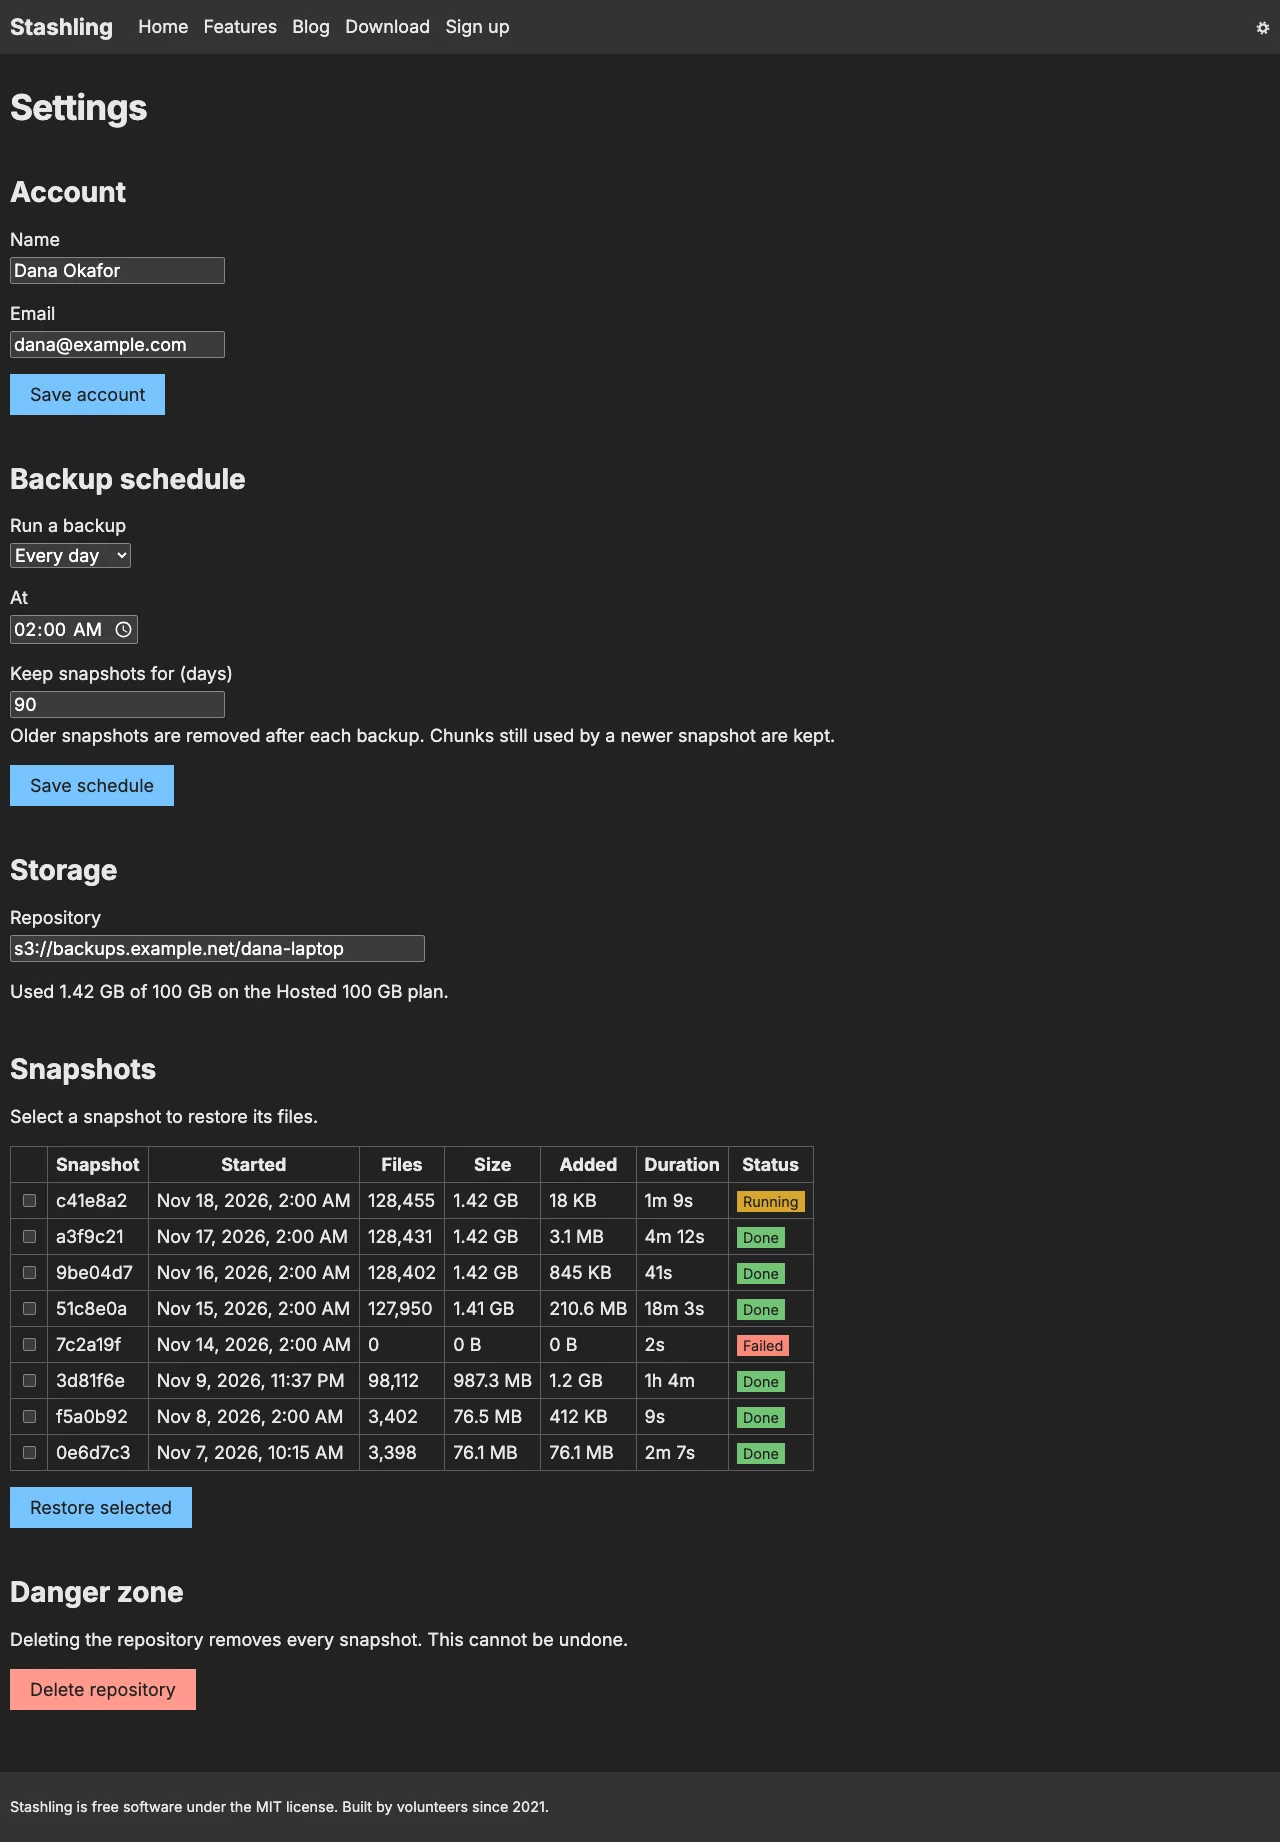 Stashling Home Features Blog Download Sign up
Settings
Account
Name
Dana Okafor
Email
dana@example.com
Save account
Backup schedule
Run a backup
Every day
At
02:00 AM
Keep snapshots for (days)
90
Older snapshots are removed after each backup. Chunks still used by a newer snapshot are kept.
Save schedule
Storage
Repository
s3://backups.example.net/dana-laptop
Used 1.42 GB of 100 GB on the Hosted 100 GB plan.
Snapshots
Select a snapshot to restore its files.
Snapshot Started Files Size Added Duration Status
c41e8a2 Nov 18, 2026, 2:00 AM 128,455 1.42 GB 18 KB 1m 9s Running
a3f9c21 Nov 17, 2026, 2:00 AM 128,431 1.42 GB 3.1 MB 4m 12s Done
9be04d7 Nov 16, 2026, 2:00 AM 128,402 1.42 GB 845 KB 41s Done
51c8e0a Nov 15, 2026, 2:00 AM 127,950 1.41 GB 210.6 MB 18m 3s Done
7c2a19f Nov 14, 2026, 2:00 AM 0 0 B 0 B 2s Failed
3d81f6e Nov 9, 2026, 11:37 PM 98,112 987.3 MB 1.2 GB 1h 4m Done
f5a0b92 Nov 8, 2026, 2:00 AM 3,402 76.5 MB 412 KB 9s Done
0e6d7c3 Nov 7, 2026, 10:15 AM 3,398 76.1 MB 76.1 MB 2m 7s Done
Restore selected
Danger zone
Deleting the repository removes every snapshot. This cannot be undone.
Delete repository
Stashling is free software under the MIT license. Built by volunteers since 2021.